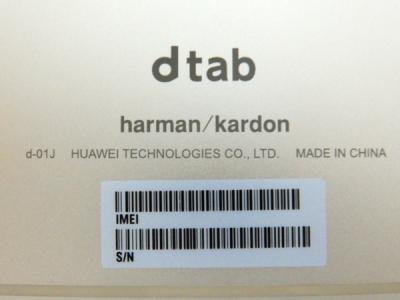 dtab
harman/kardon
d-01J HUAWEI TECHNOLOGIES CO., LTD. MADE IN CHINA
IMEI
S/N